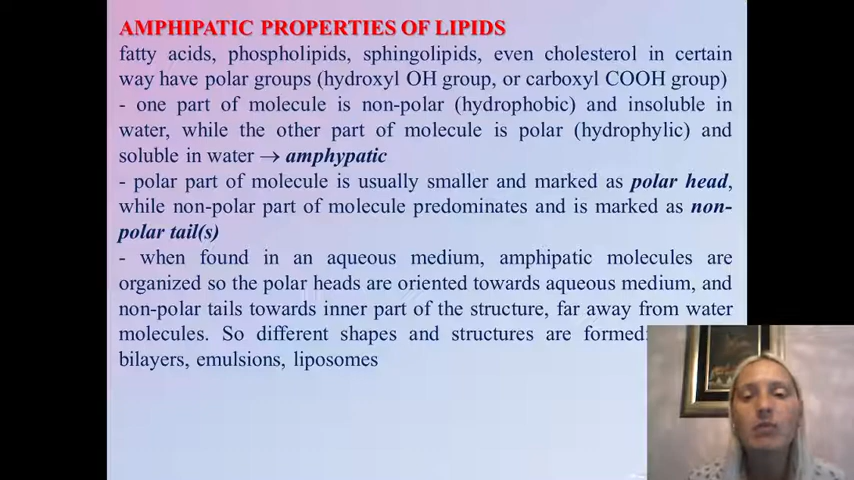 AMPHIPATIC PROPERTIES OF LIPIDS
fatty acids, phospholipids, sphingolipids, even cholesterol in certain
way have polar groups (hydroxyl OH group, or carboxyl COOH group)
- one part of molecule is non-polar (hydrophobic) and insoluble in
water, while the other part of molecule is polar (hydrophylic) and
soluble in water → amphypatic
- polar part of molecule is usually smaller and marked as polar head,
while non-polar part of molecule predominates and is marked as non-
polar tail(s)
- when found in an aqueous medium, amphipatic molecules are
organized so the polar heads are oriented towards aqueous medium, and
non-polar tails towards inner part of the structure, far away from water
molecules. So different shapes and structures are formed:
bilayers, emulsions, liposomes